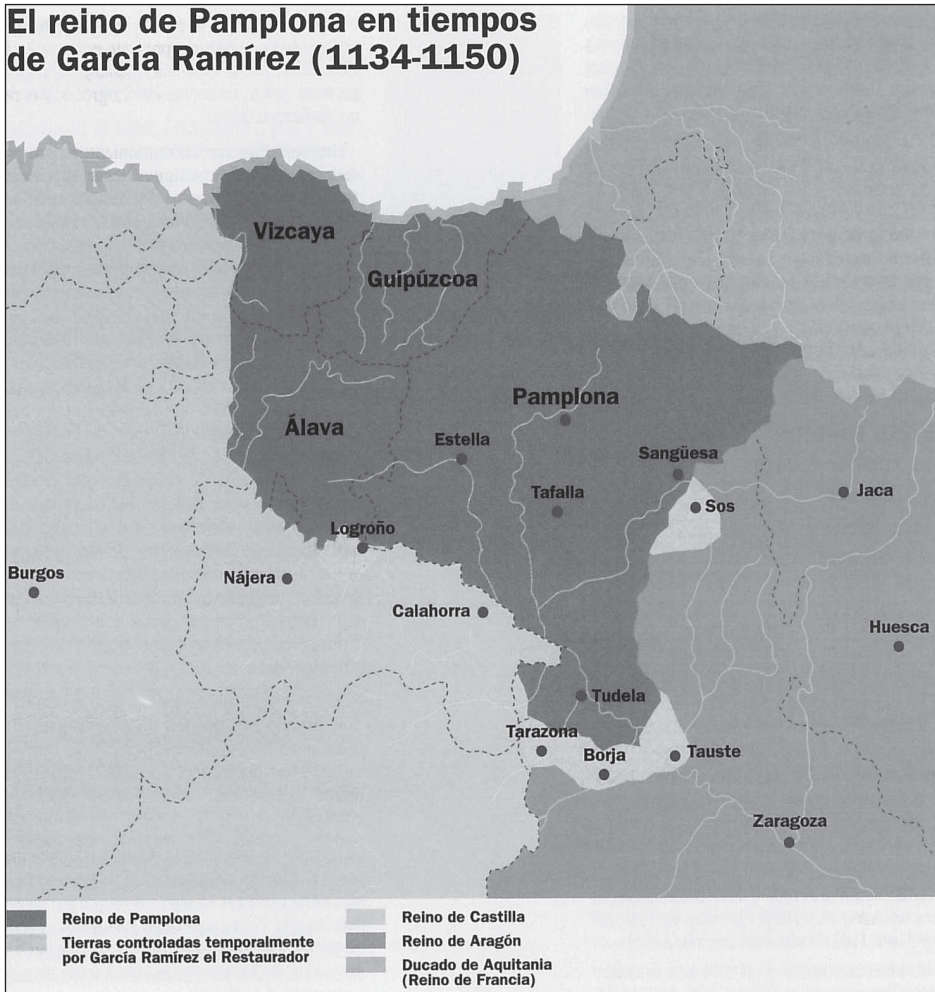 El reino de Pamplona en tiempos
de García Ramírez (1134-1150)
Vizcaya
Guipúzcoa
Álava
Pamplona
Estella
Sangüesa
Tafalla
Sos
Jaca
Logroño
Burgos
Nájera
Calahorra
Huesca
Tudela
Tarazona
Borja
Tauste
Zaragoza
Reino de Pamplona
Tierras controladas temporalmente
por García Ramírez el Restaurador
Reino de Castilla
Reino de Aragón
Ducado de Aquitania
(Reino de Francia)